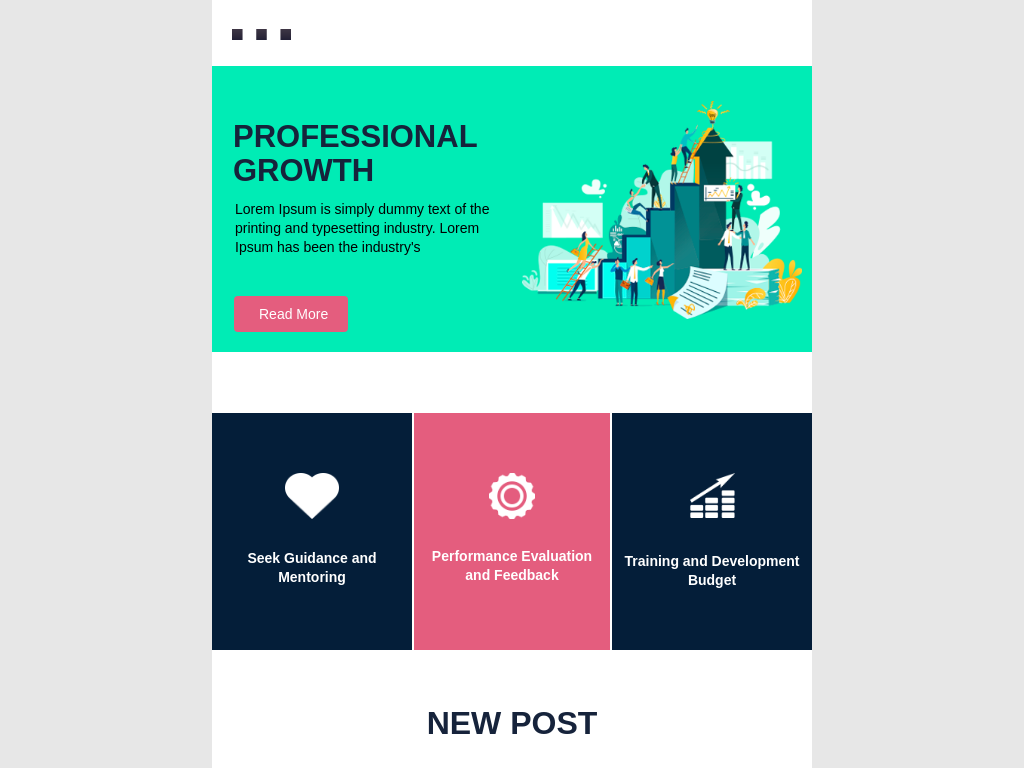 PROFESSIONAL
GROWTH
Lorem Ipsum is simply dummy text of the
printing and typesetting industry. Lorem
Ipsum has been the industry's
Read More
Seek Guidance and
Mentoring
Performance Evaluation
and Feedback
Training and Development
Budget
NEW POST